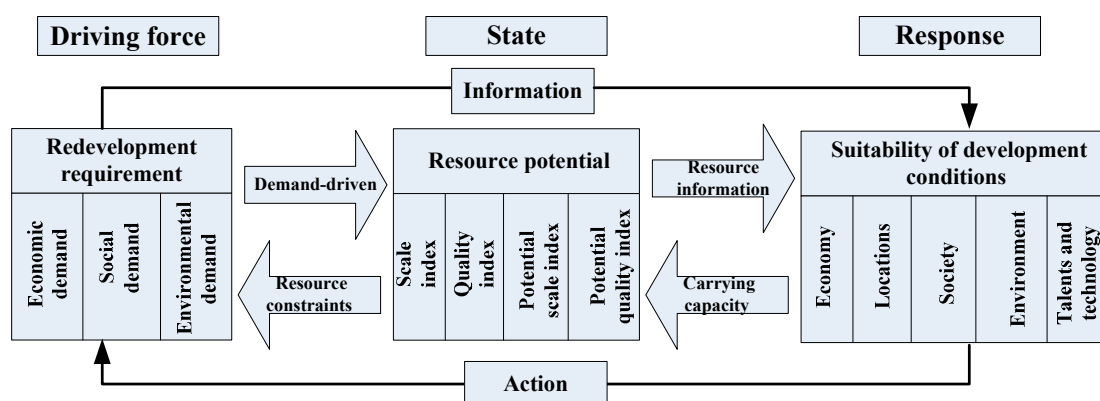 Driving force
State
Response
Information
Redevelopment
requirement
Economic
demand
Social
demand
Environmental
demand
Demand-driven
Resource
constraints
Resource potential
Scale
index
Quality
index
Potential
scale index
Potential
quality index
Resource
information
Carrying
capacity
Suitability of development
conditions
Economy
Locations
Society
Environment
Talents and
technology
Action